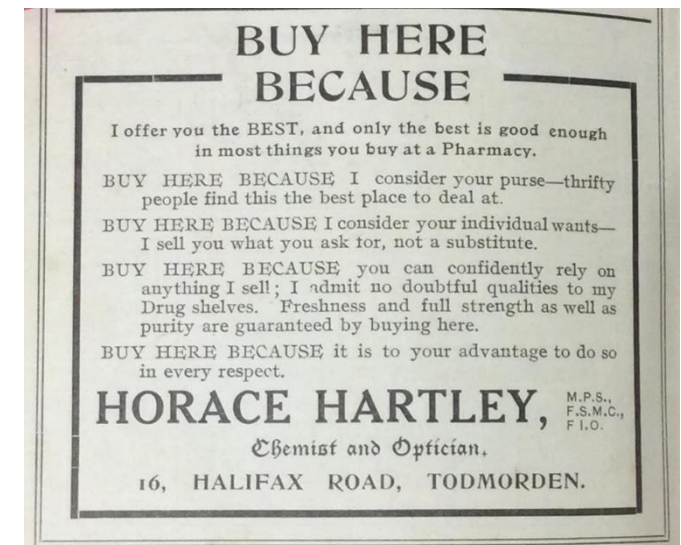 BUY HERE
BECAUSE
I offer you the BEST, and only the best is good enough
in most things you buy at a Pharmacy.
BUY HERE BECAUSE I consider your purse—thrifty
people find this the best place to deal at.
BUY HERE BECAUSE I consider your individual wants—
I sell you what you ask for, not a substitute.
BUY HERE BECAUSE you can confidently rely on
anything I sell; I admit no doubtful qualities to my
Drug shelves. Freshness and full strength as well as
purity are guaranteed by buying here.
BUY HERE BECAUSE it is to your advantage to do so
in every respect.
HORACE HARTLEY, M.P.S.,
F.S.M.C.,
F I.O.
Chemist and Optician,
16, HALIFAX ROAD, TODMORDEN.